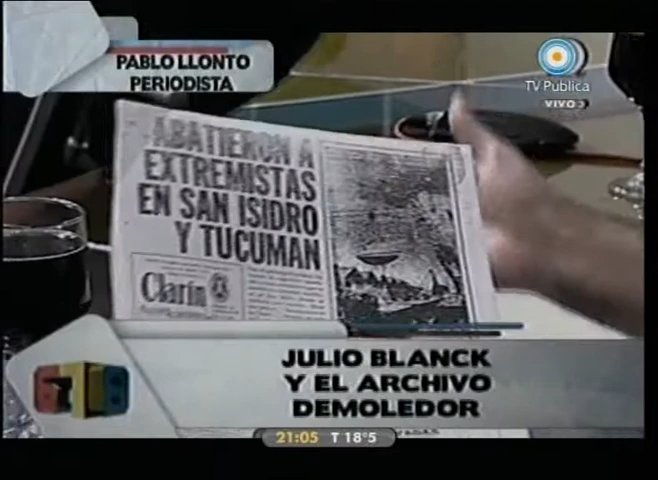 PABLO LLONTO
PERIODISTA
TV Pública
VIVO
ABATIERON A
EXTREMISTAS
EN SAN ISIDRO
Y TUCUMAN
Clarín
JULIO BLANCK
Y EL ARCHIVO
DEMOLEDOR
21:05 T 18°5